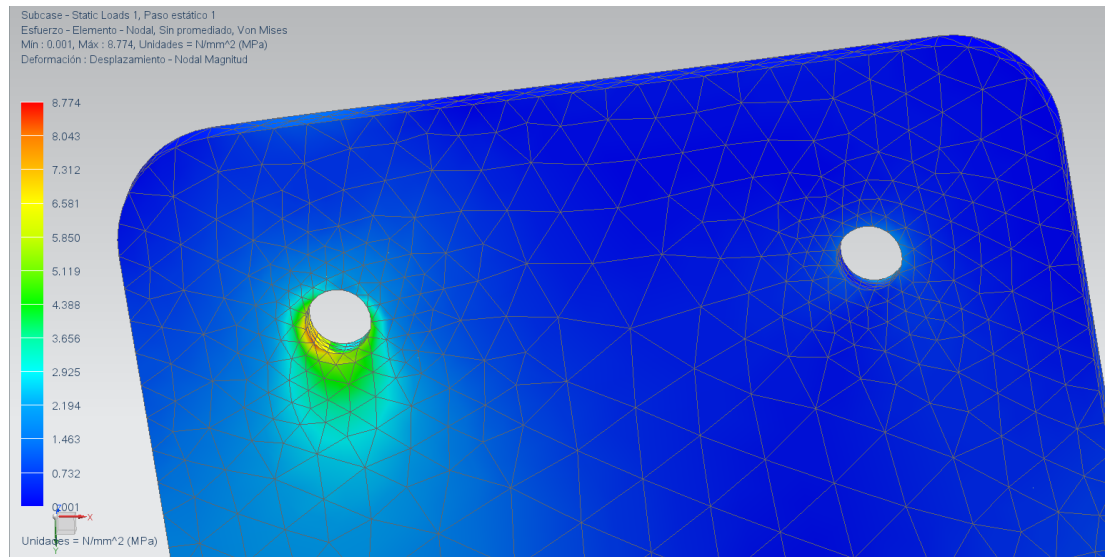 Subcase - Static Loads 1, Paso estático 1
Esfuerzo - Elemento - Nodal, Sin promediado, Von Mises
Mín : 0.001, Máx : 8.774, Unidades = N/mm^2 (MPa)
Deformación : Desplazamiento - Nodal Magnitud
8.774
8.043
7.312
6.581
5.850
5.119
4.388
3.656
2.925
2.194
1.463
0.732
0.001
X
Unidades = N/mm^2 (MPa)
Y